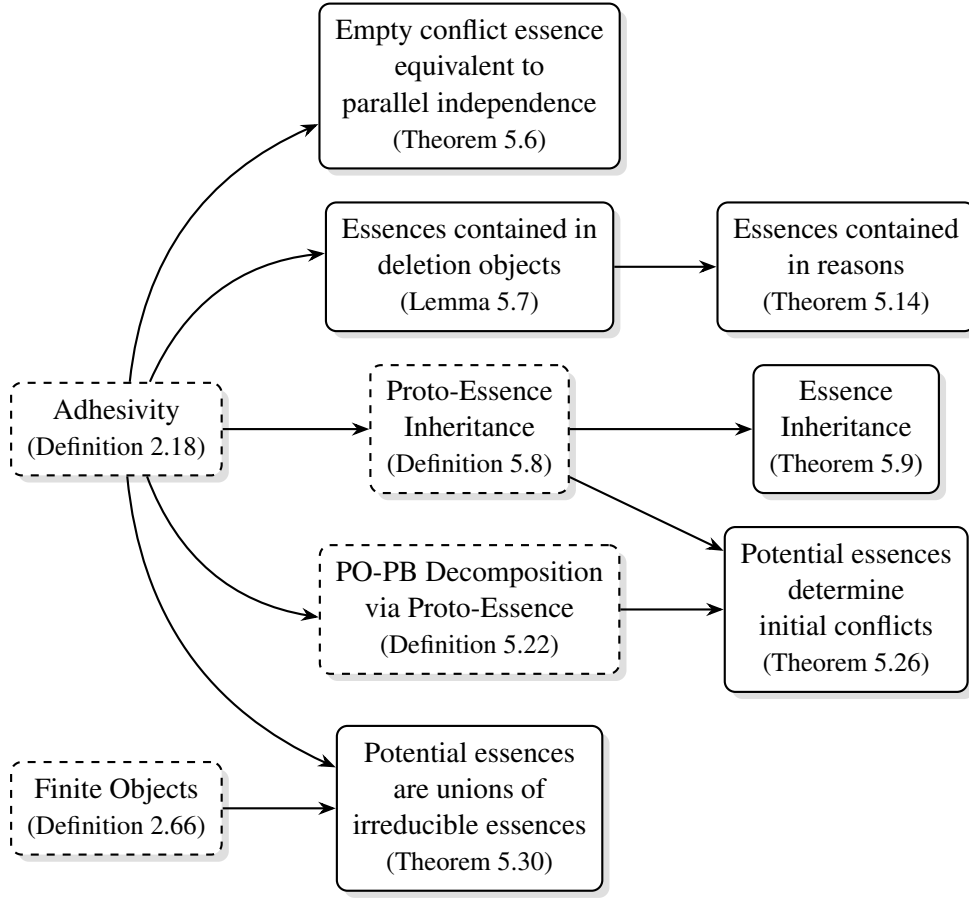 Empty conflict essence
equivalent to
parallel independence
(Theorem 5.6)
Essences contained in
deletion objects
(Lemma 5.7)
Essences contained
in reasons
(Theorem 5.14)
Adhesivity
(Definition 2.18)
Proto-Essence
Inheritance
(Definition 5.8)
Essence
Inheritance
(Theorem 5.9)
PO-PB Decomposition
via Proto-Essence
(Definition 5.22)
Potential essences
determine
initial conflicts
(Theorem 5.26)
Finite Objects
(Definition 2.66)
Potential essences
are unions of
irreducible essences
(Theorem 5.30)